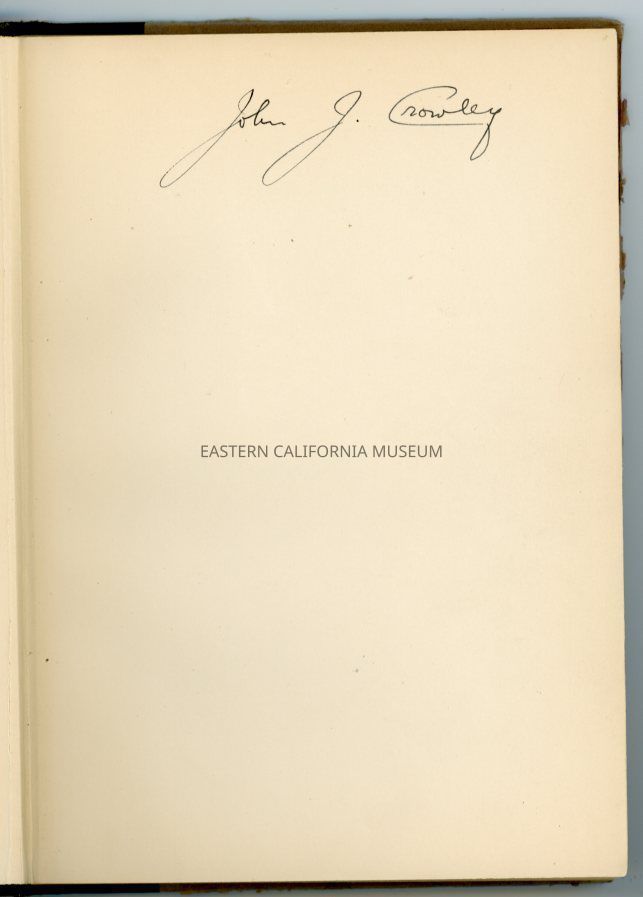 John J. Crowley
EASTERN CALIFORNIA MUSEUM